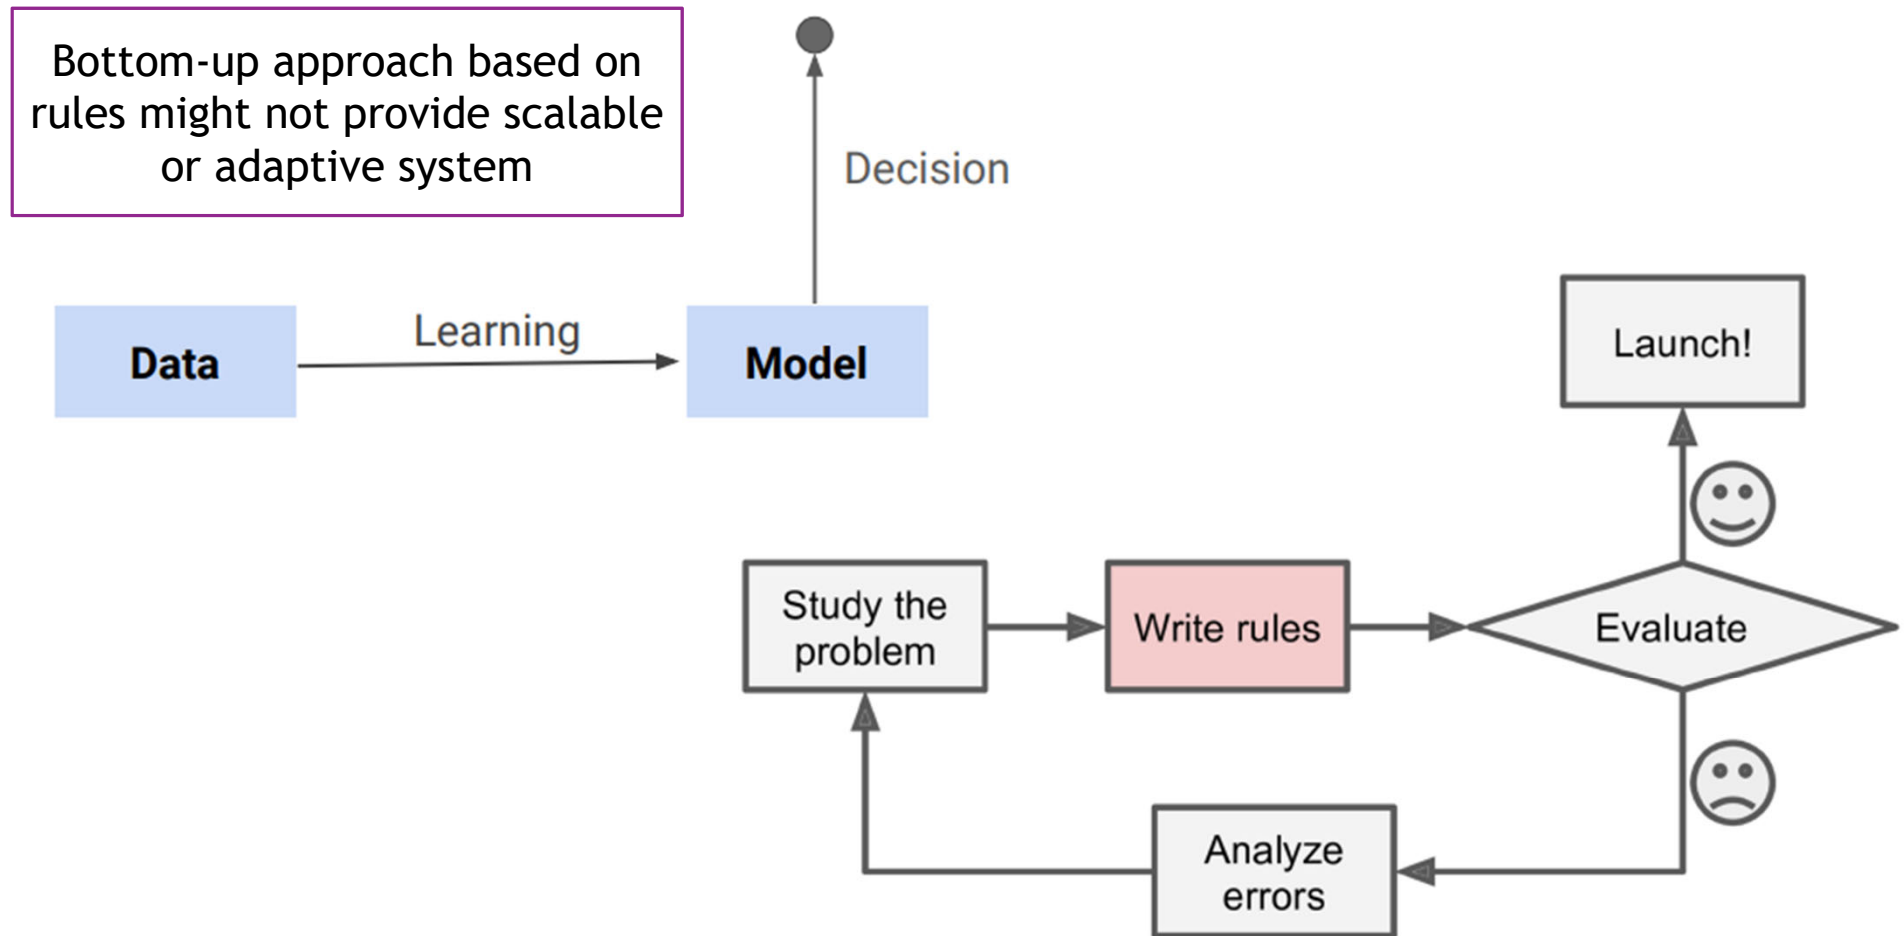 Bottom-up approach based on
rules might not provide scalable
or adaptive system
Decision
Data
Learning
Model
Launch!
Study the
problem
Write rules
Evaluate
Analyze
errors